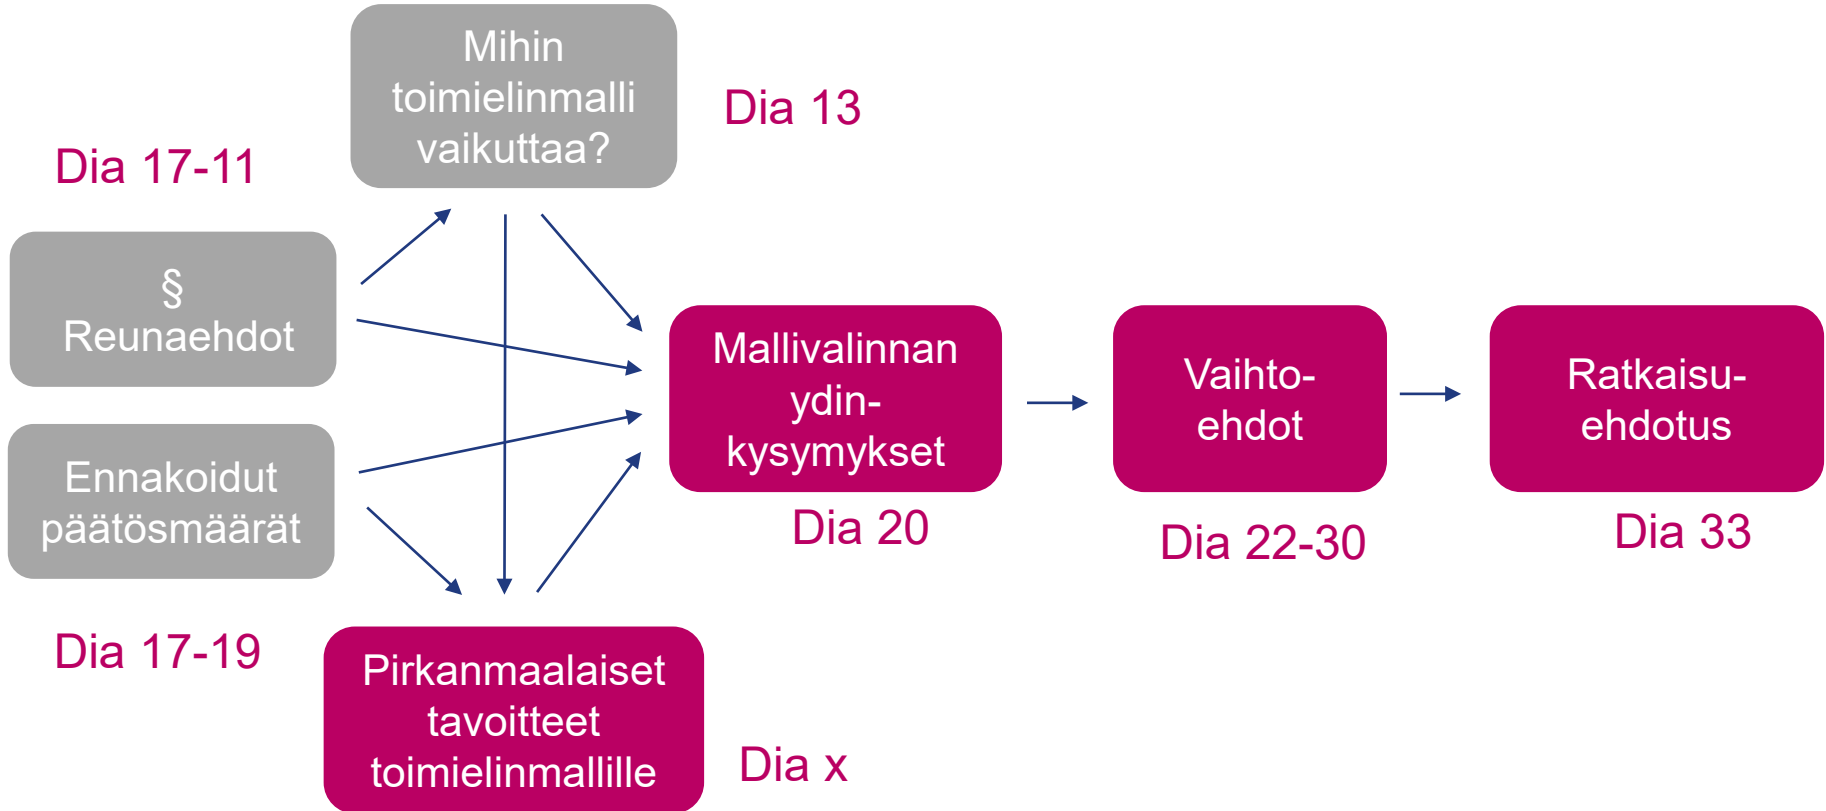 Mihin
toimielinmalli
vaikuttaa?
Dia 13
Dia 17-11
§
Reunaehdot
Ennakoidut
päätösmäärät
Dia 17-19
Pirkanmaalaiset
tavoitteet
toimielinmallille
Dia x
Mallivalinnan
ydin-
kysymykset
Dia 20
Vaihto-
ehdot
Dia 22-30
Ratkaisu-
ehdotus
Dia 33